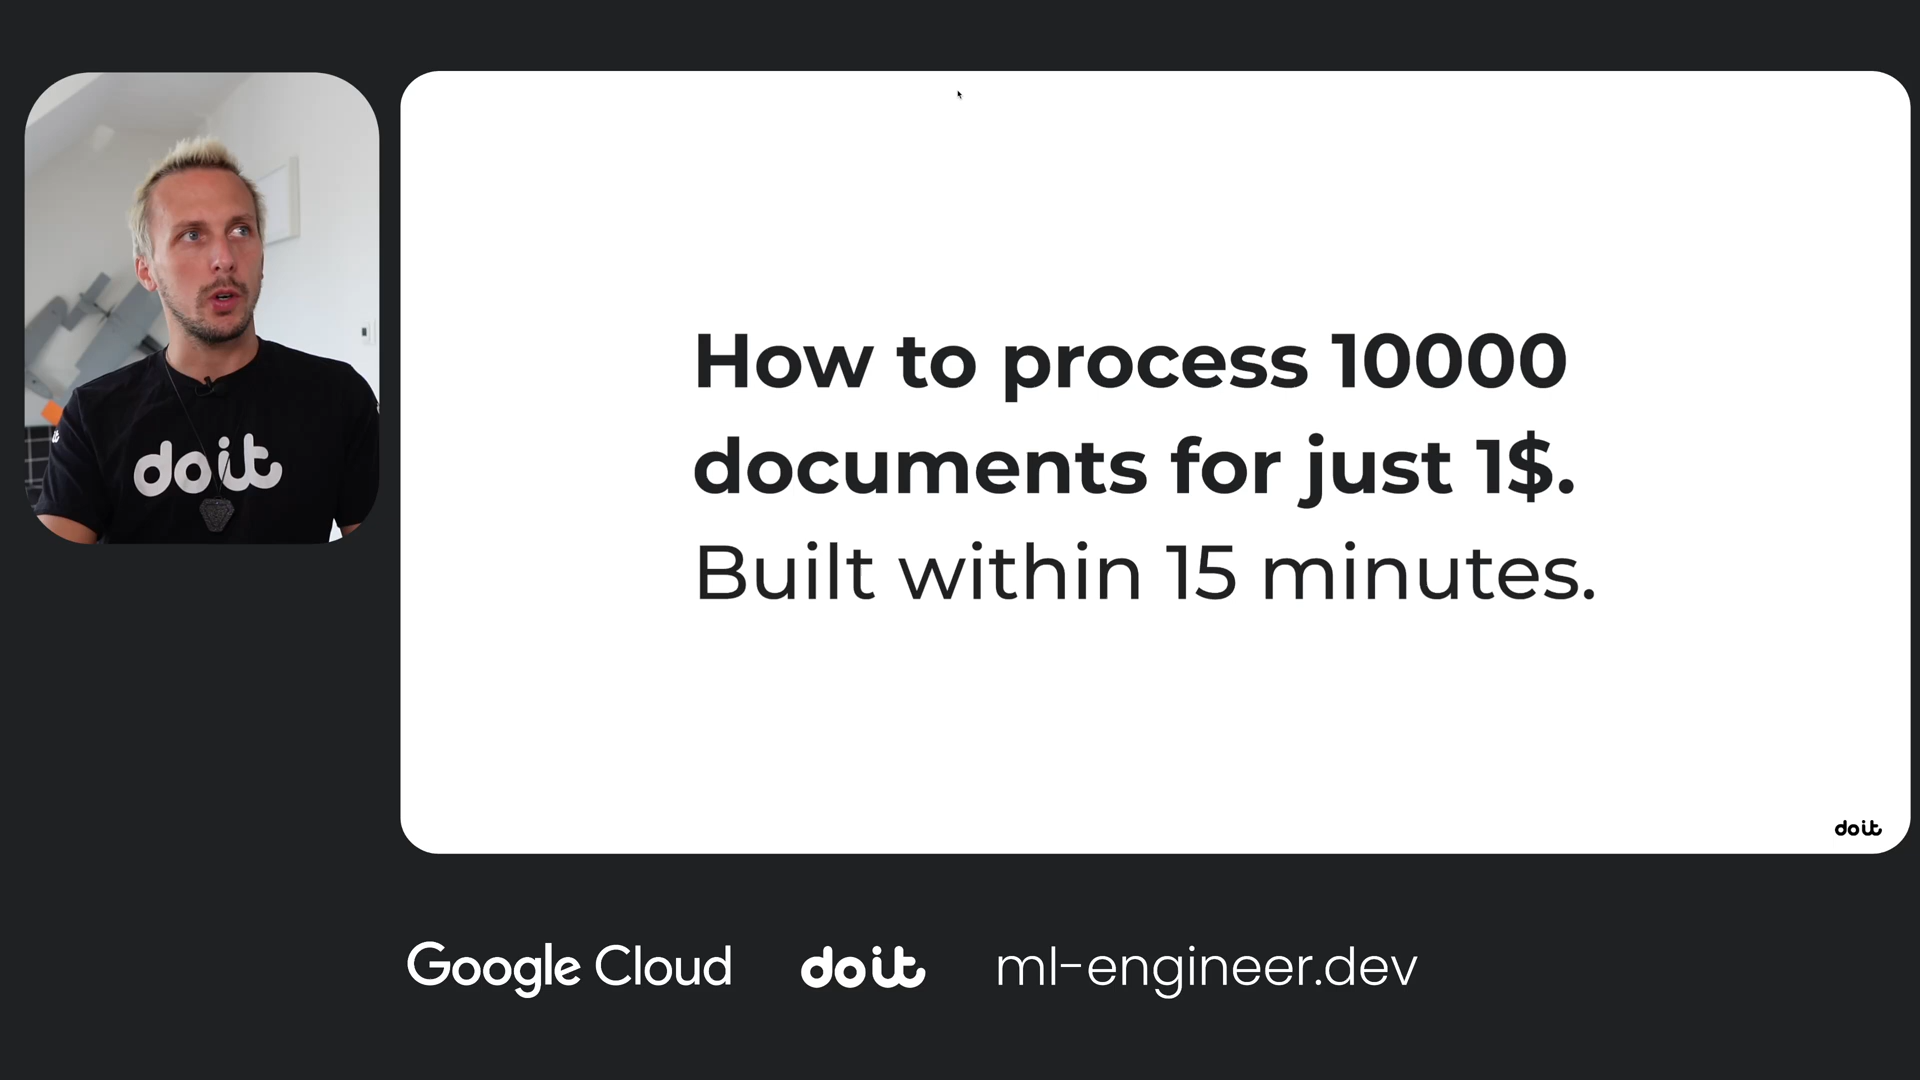 doit
How to process 10000
documents for just 1$.
Built within 15 minutes.
doit
Google Cloud
doit
ml-engineer.dev